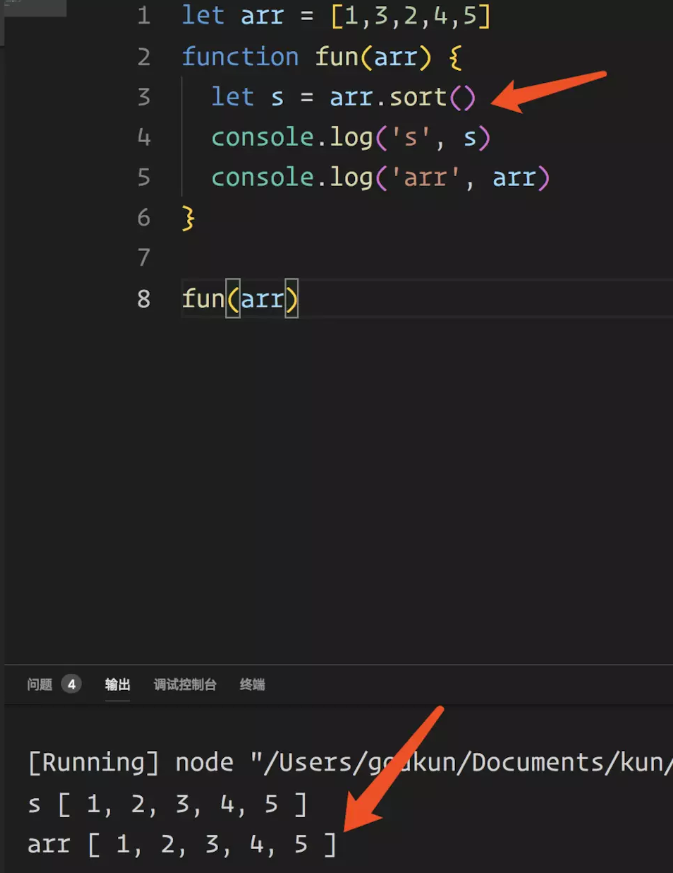 1 let arr = [1,3,2,4,5]
2 function fun(arr) {
3 let s = arr.sort()
4 console.log('s', s)
5 console.log('arr', arr)
6 }
7
8 fun(arr)
问题 4 输出 调试控制台 终端
[Running] node "/Users/ /Documents/kun/
s [ 1, 2, 3, 4, 5 ]
arr [ 1, 2, 3, 4, 5 ]